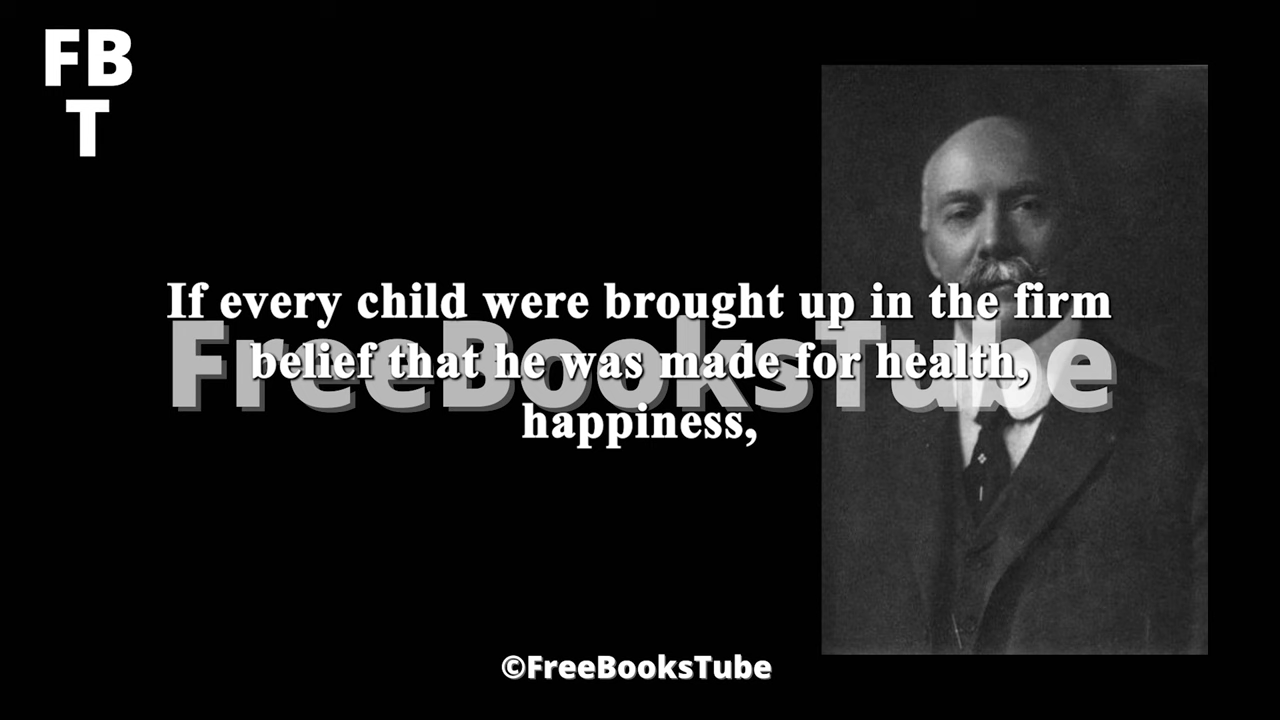 FB
T
If every child were brought up in the firm
FreeBooksTube
belief that he was made for health,
happiness,
©FreeBooksTube